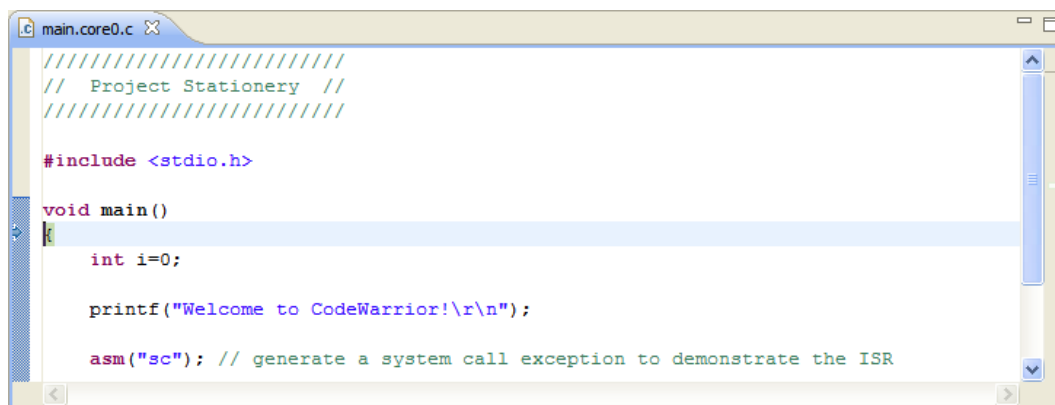 .c main.core0.c
//////////////////////////
//  Project Stationery  //
//////////////////////////
#include <stdio.h>
void main()
{
int i=0;
printf("Welcome to CodeWarrior!\r\n");
asm("sc"); // generate a system call exception to demonstrate the ISR